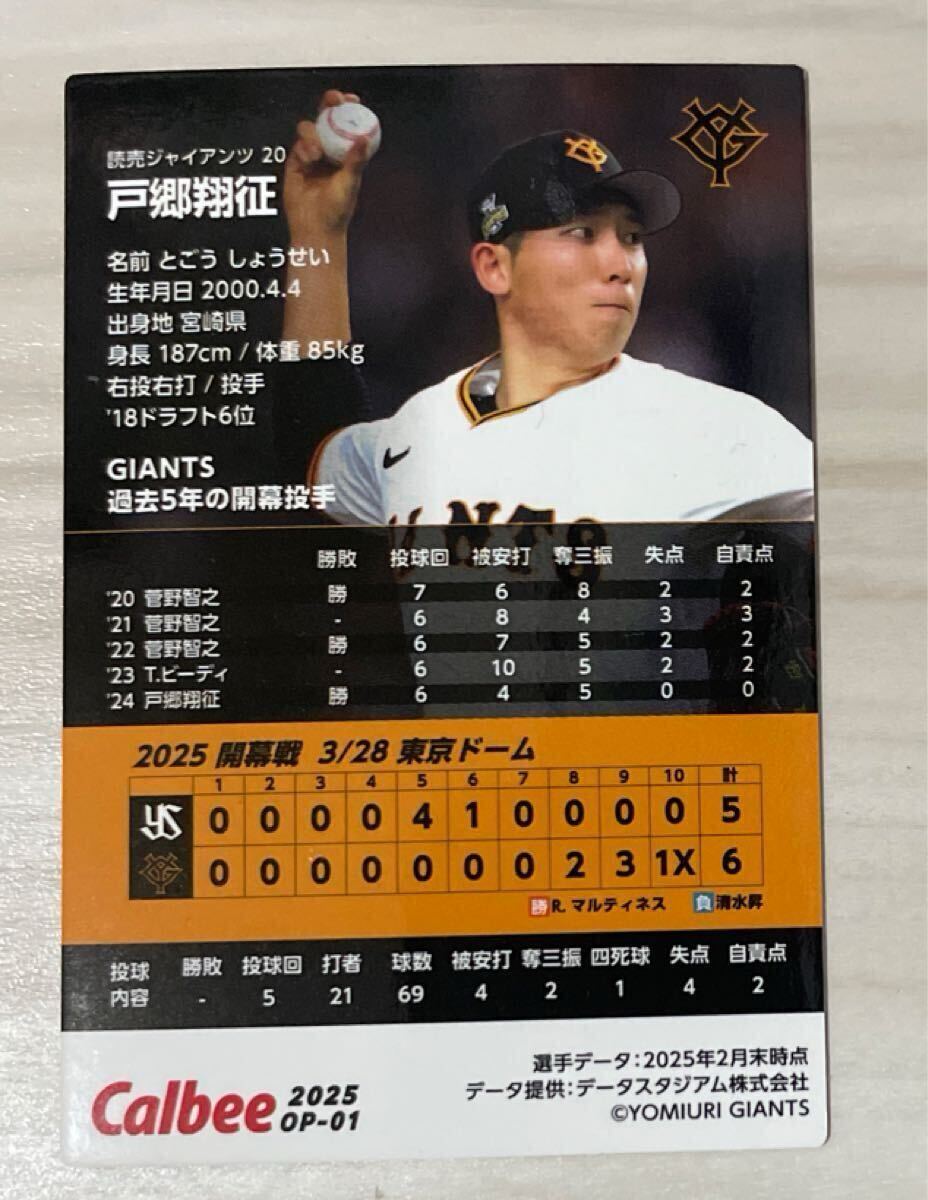 読売ジャイアンツ 20
戸郷翔征
名前 とごう しょうせい
生年月日 2000.4.4
出身地 宮崎県
身長 187cm / 体重 85kg
右投右打 / 投手
'18ドラフト6位
GIANTS
過去5年の開幕投手
勝敗 投球回 被安打 奪三振 失点 自責点
'20 菅野智之 勝 7 6 8 2 2
'21 菅野智之 - 6 8 4 3 3
'22 菅野智之 勝 6 7 5 2 2
'23 T.ビーディ - 6 10 5 2 2
'24 戸郷翔征 勝 6 4 5 0 0
2025 開幕戦 3/28 東京ドーム
1 2 3 4 5 6 7 8 9 10 計
YS 0 0 0 0 4 1 0 0 0 0 5
YG 0 0 0 0 0 0 0 2 3 1X 6
勝 R.マルティネス 負 清水昇
投球内容 勝敗 投球回 打者 球数 被安打 奪三振 四死球 失点 自責点
- 5 21 69 4 2 1 4 2
選手データ:2025年2月末時点
データ提供:データスタジアム株式会社
©YOMIURI GIANTS
Calbee 2025
OP-01